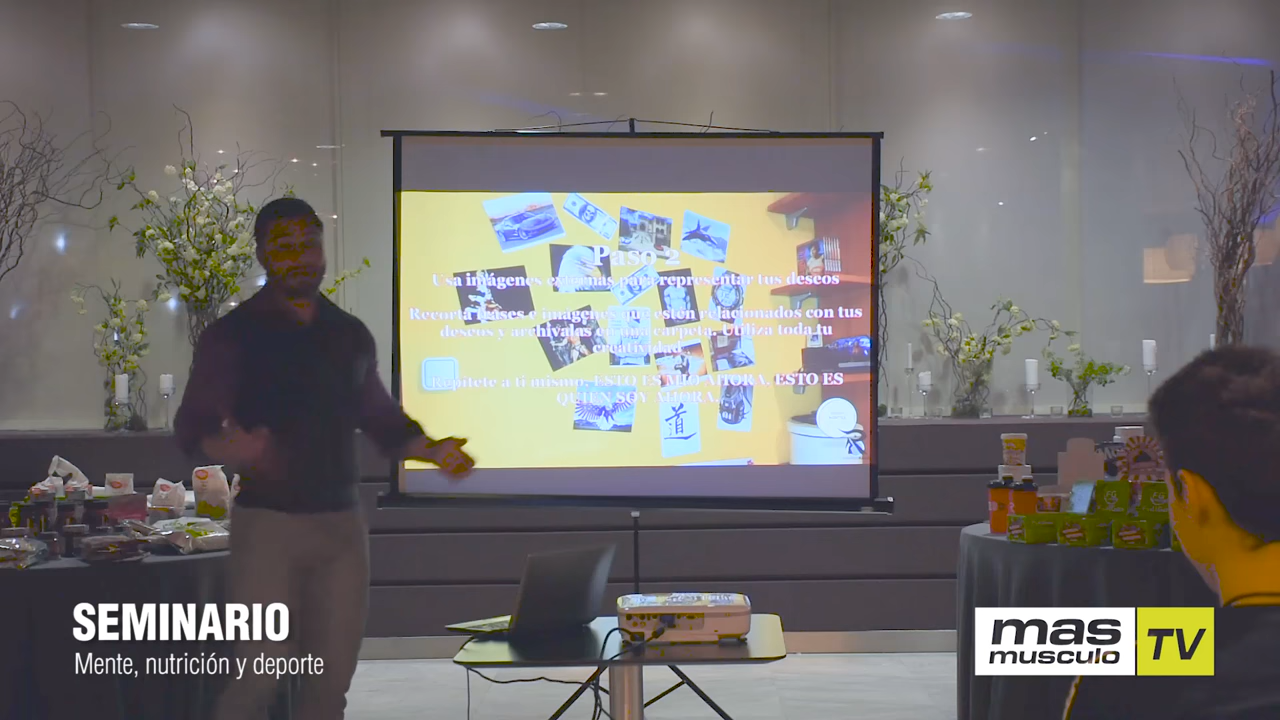 Paso 2
Usa imágenes externas para representar tus deseos
Recorta frases e imágenes que estén relacionados con tus
deseos y archívalas en una carpeta. Utiliza toda tu
creatividad
Repítete a ti mismo: ESTO ES MIO AHORA. ESTO ES
QUIEN SOY AHORA.
道
SEMINARIO
Mente, nutrición y deporte
mas
musculo
TV